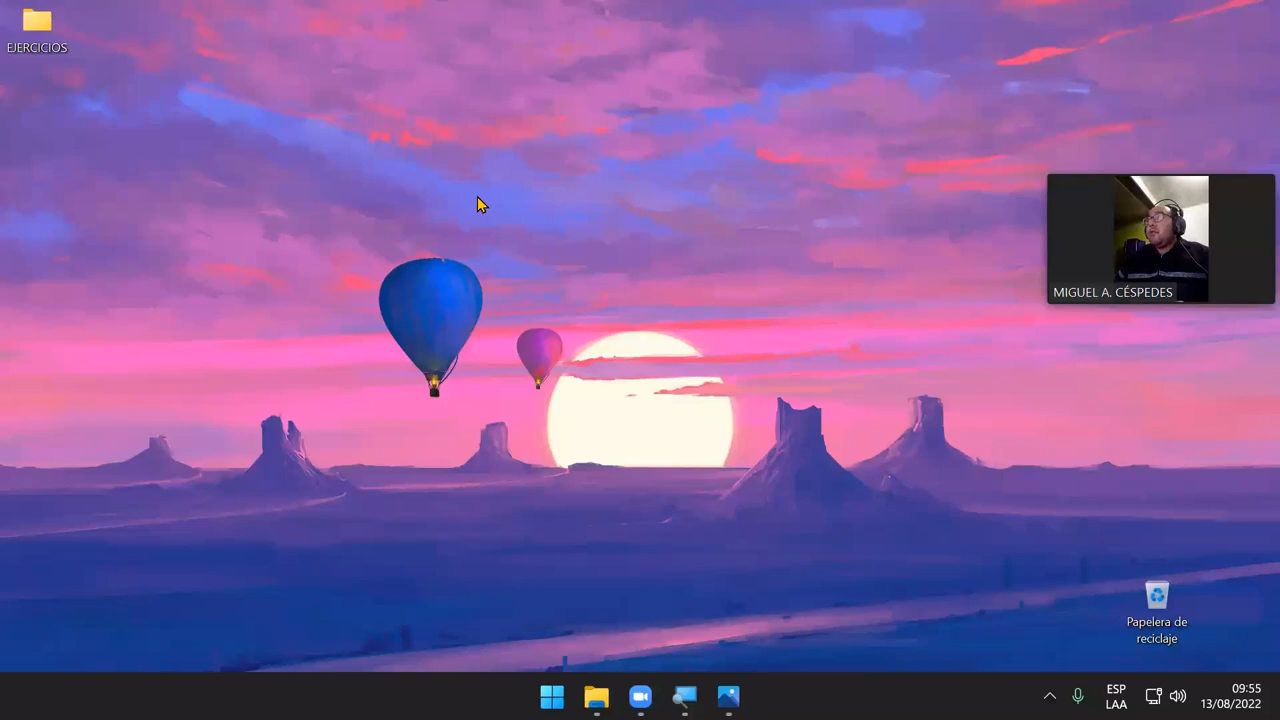 EJERCICIOS
MIGUEL A. CÉSPEDES
Papelera de
reciclaje
ESP
LAA
09:55
13/08/2022